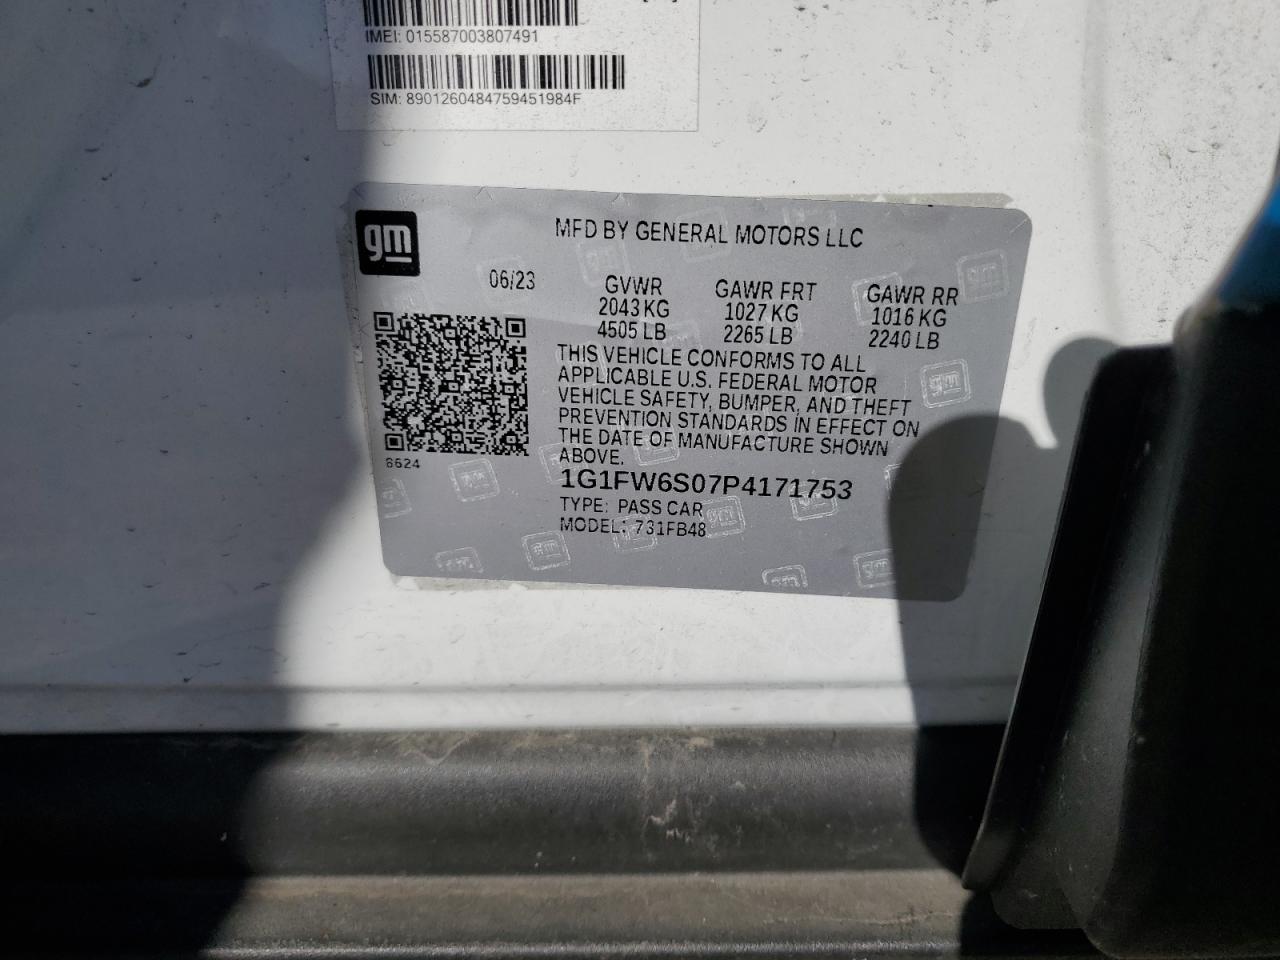 IMEI: 015587003807491
SIM: 8901260484759451984F
gm
MFD BY GENERAL MOTORS LLC
06/23
GVWR GAWR FRT GAWR RR
2043 KG 1027 KG 1016 KG
4505 LB 2265 LB 2240 LB
THIS VEHICLE CONFORMS TO ALL
APPLICABLE U.S. FEDERAL MOTOR
VEHICLE SAFETY, BUMPER, AND THEFT
PREVENTION STANDARDS IN EFFECT ON
THE DATE OF MANUFACTURE SHOWN
ABOVE.
6624
1G1FW6S07P4171753
TYPE: PASS CAR
MODEL: 731FB48